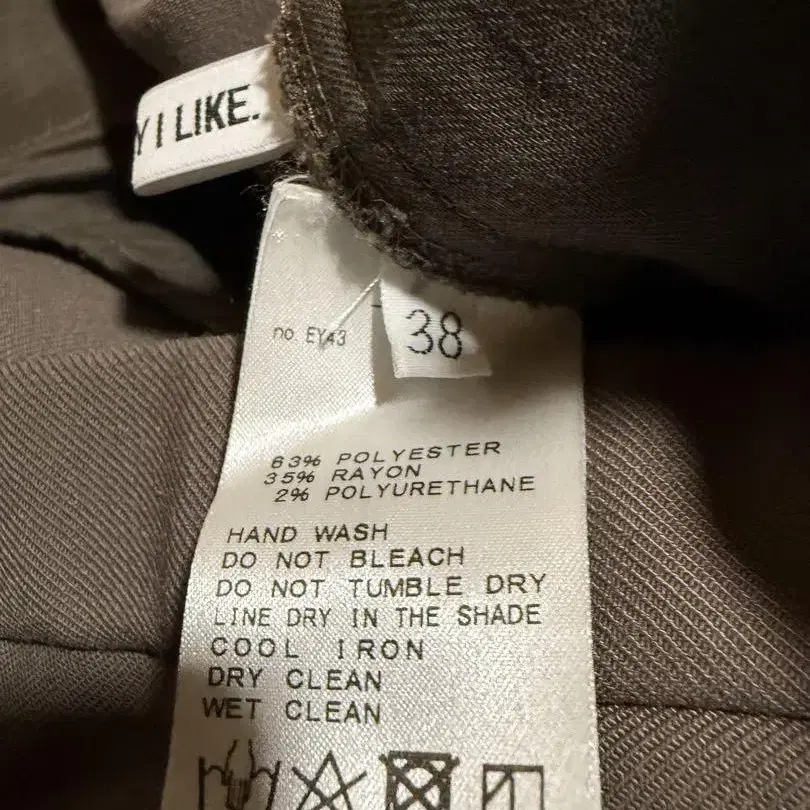 Y I LIKE.
no. EY43
38
63% POLYESTER
35% RAYON
2% POLYURETHANE
HAND WASH
DO NOT BLEACH
DO NOT TUMBLE DRY
LINE DRY IN THE SHADE
COOL IRON
DRY CLEAN
WET CLEAN